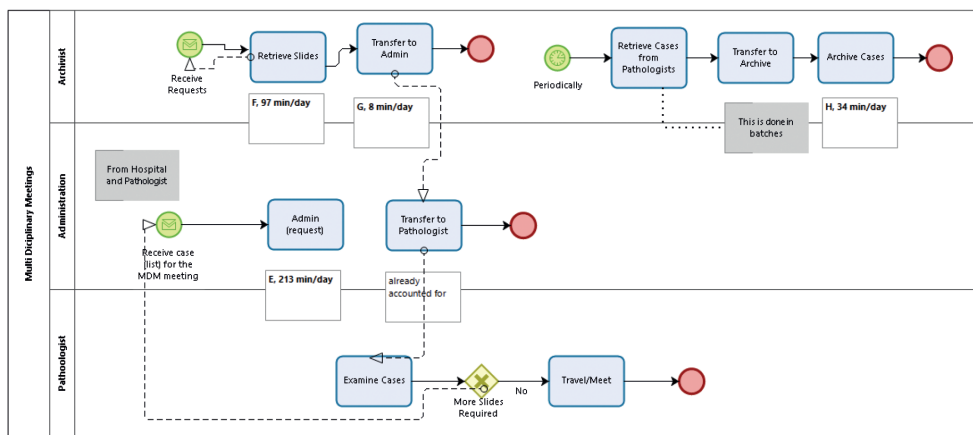 Multi Diciplinary Meetings
Archivist
Receive
Requests
Retrieve Slides
Transfer to
Admin
Periodically
Retrieve Cases
from
Pathologists
Transfer to
Archive
Archive Cases
F, 97 min/day
G, 8 min/day
This is done in
batches
H, 34 min/day
Administration
From Hospital
and Pathologist
Receive case
(list) for the
MDM meeting
Admin
(request)
Transfer to
Pathologist
E, 213 min/day
already
accounted for
Pathoologist
Examine Cases
More Slides
Required
No
Travel/Meet